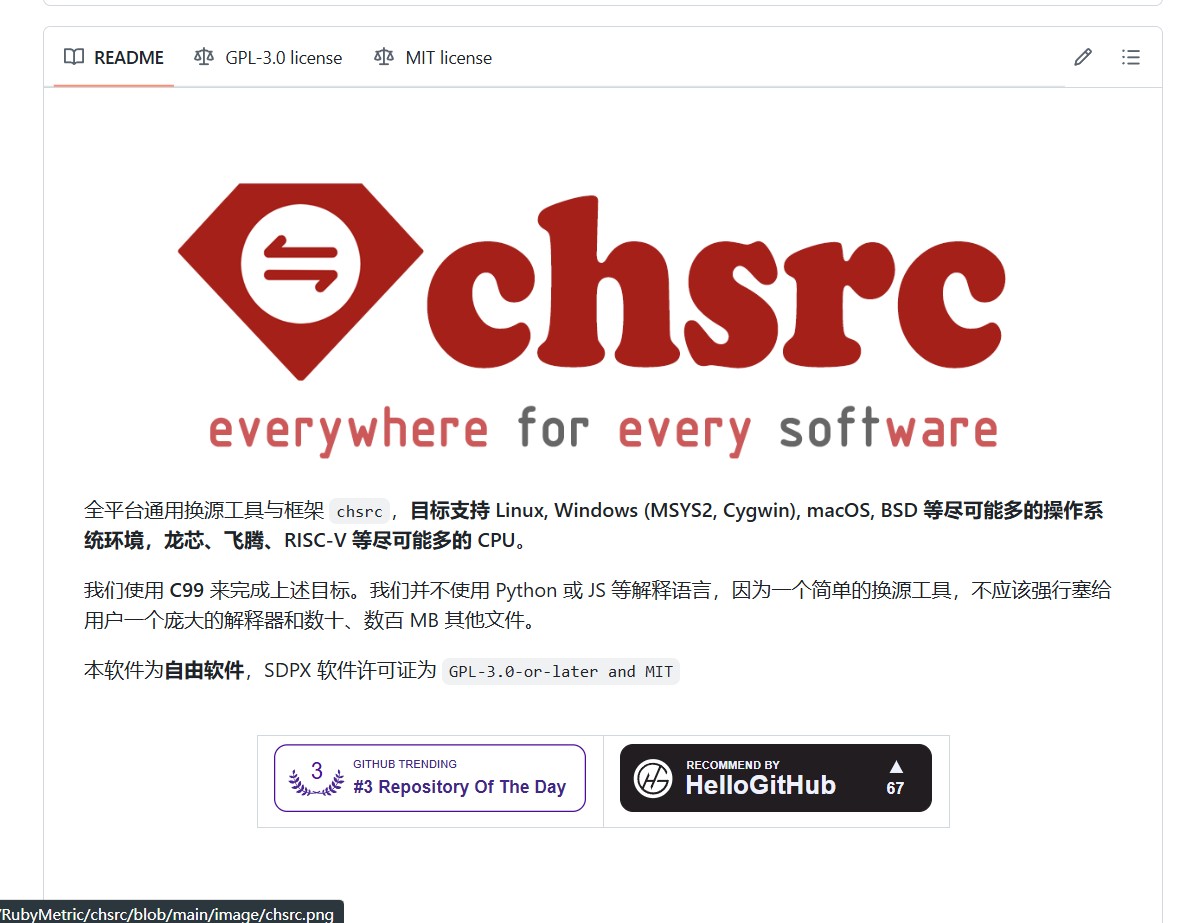 README
GPL-3.0 license
MIT license
chsrc
everywhere for every software
全平台通用换源工具与框架 chsrc，目标支持 Linux, Windows (MSYS2, Cygwin), macOS, BSD 等尽可能多的操作系
统环境，龙芯、飞腾、RISC-V 等尽可能多的 CPU。
我们使用 C99 来完成上述目标。我们并不使用 Python 或 JS 等解释语言，因为一个简单的换源工具，不应该强行塞给
用户一个庞大的解释器和数十、数百 MB 其他文件。
本软件为自由软件，SDPX 软件许可证为 GPL-3.0-or-later and MIT
3
GITHUB TRENDING
#3 Repository Of The Day
RECOMMEND BY
HelloGitHub
▲
67
/RubyMetric/chsrc/blob/main/image/chsrc.png